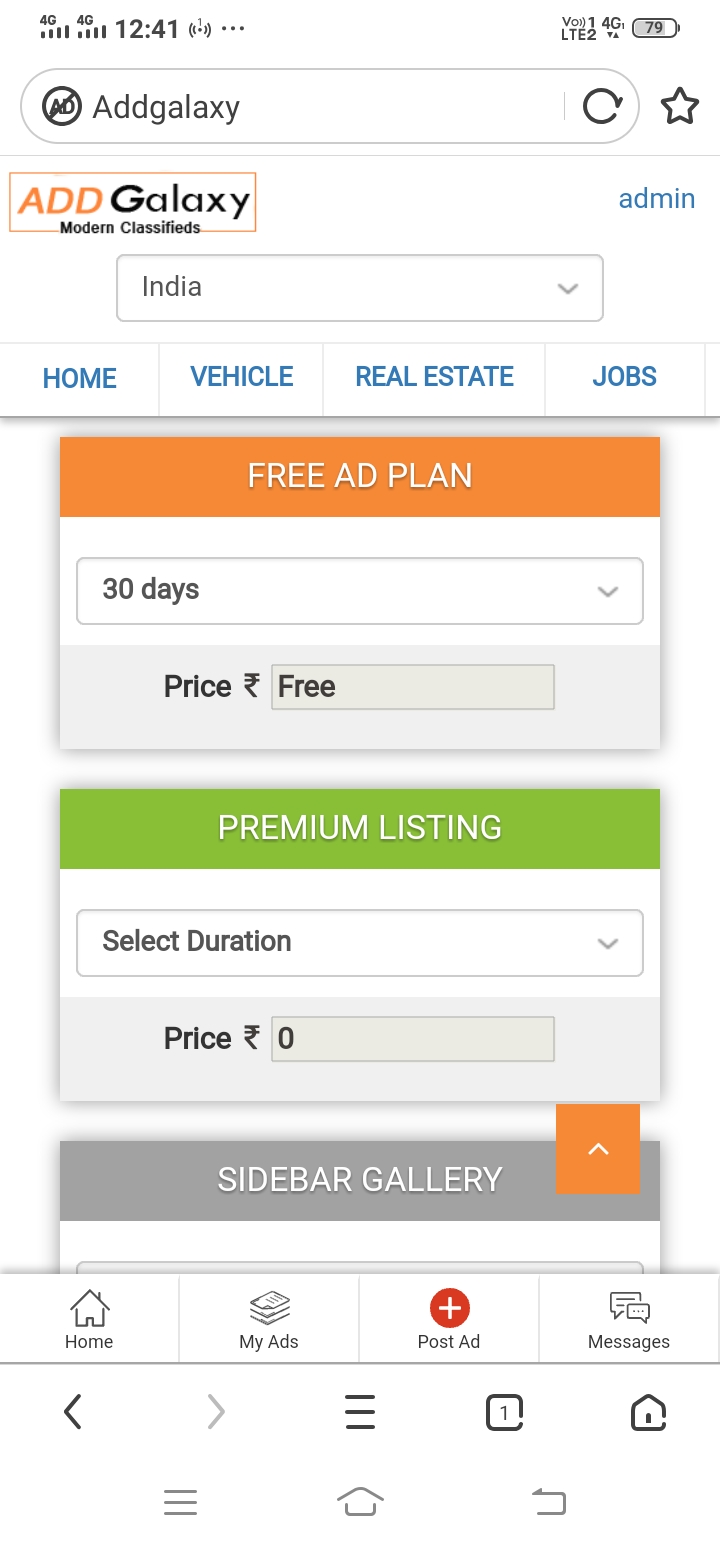 4G 4G 12:41 Vo)) 1 4G
LTE2 79
Addgalaxy
ADD Galaxy
Modern Classifieds
admin
India
HOME VEHICLE REAL ESTATE JOBS
FREE AD PLAN
30 days
Price ₹ Free
PREMIUM LISTING
Select Duration
Price ₹ 0
SIDEBAR GALLERY
Home My Ads Post Ad Messages
1